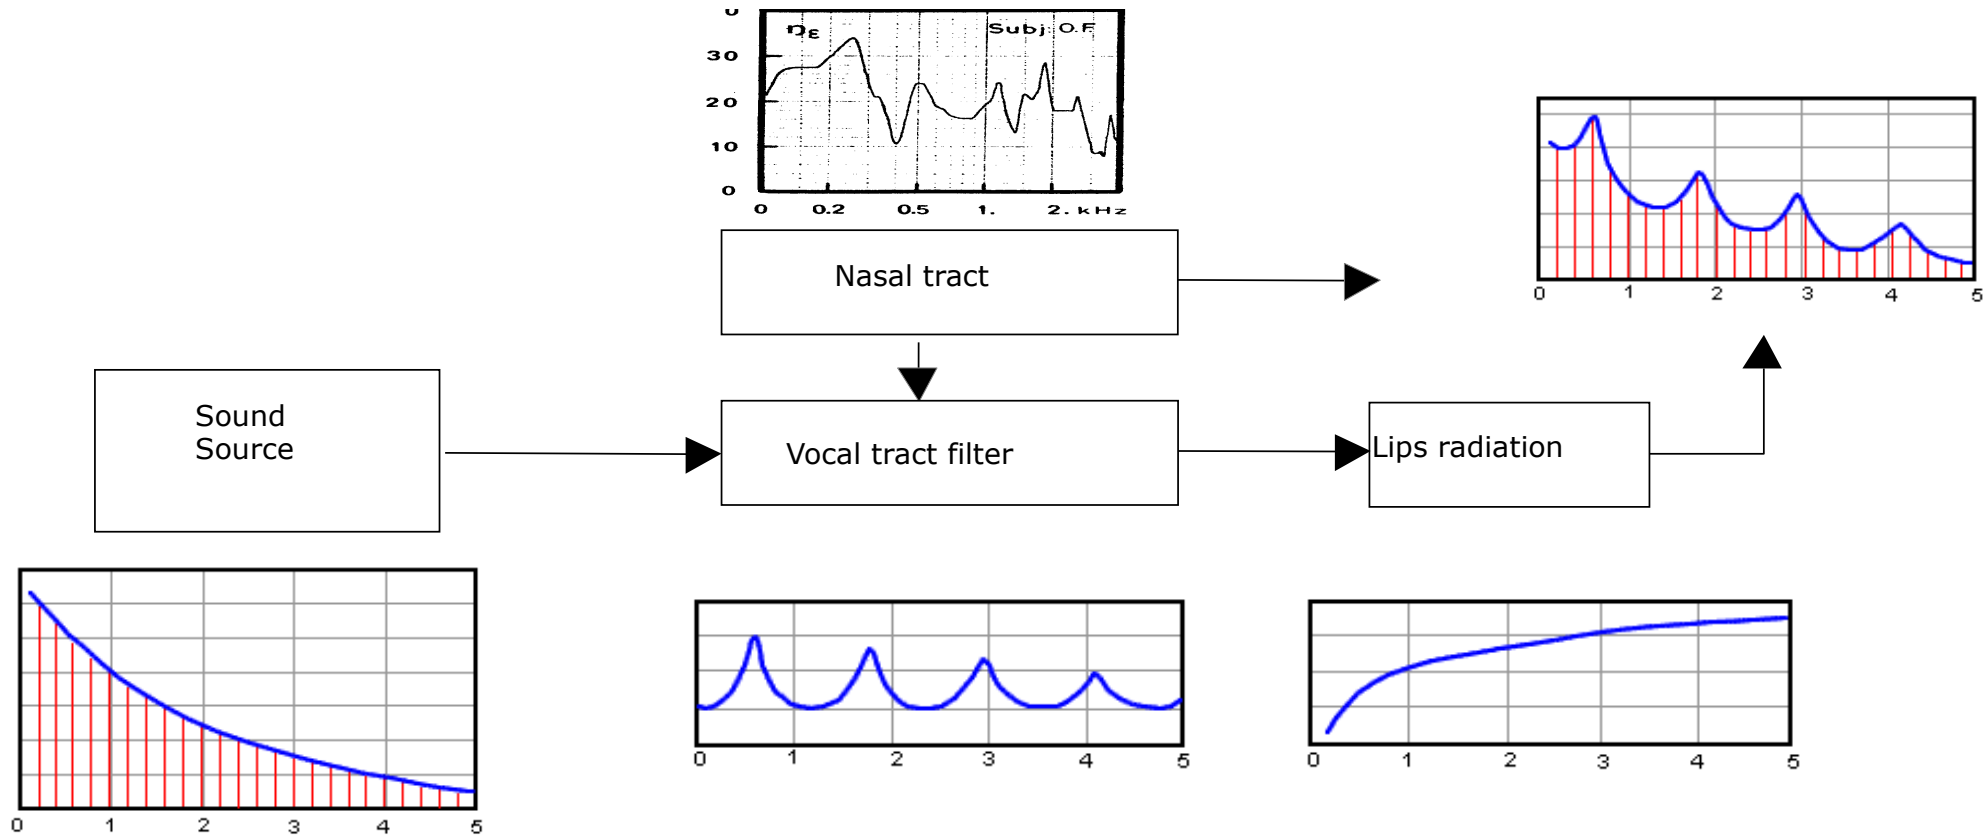 0
ηε Subj. O.F.
30
20
10
0
0 0.2 0.5 1. 2. kHz
0 1 2 3 4 5
Nasal tract
Sound
Source
Vocal tract filter
Lips radiation
0 1 2 3 4 5
0 1 2 3 4 5
0 1 2 3 4 5